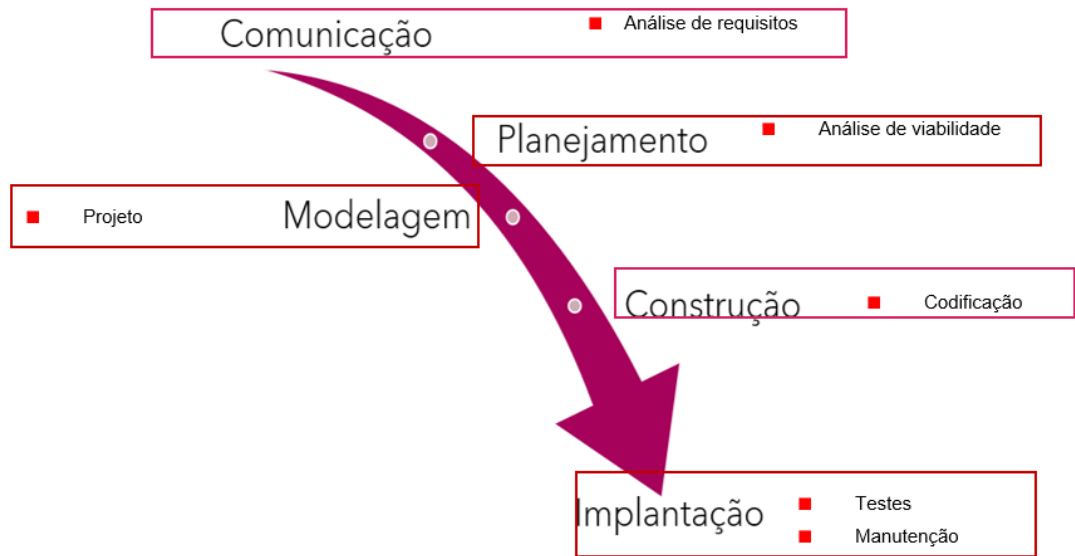 Comunicação
Análise de requisitos
Planejamento
Análise de viabilidade
Projeto
Modelagem
Construção
Codificação
Implantação
Testes
Manutenção